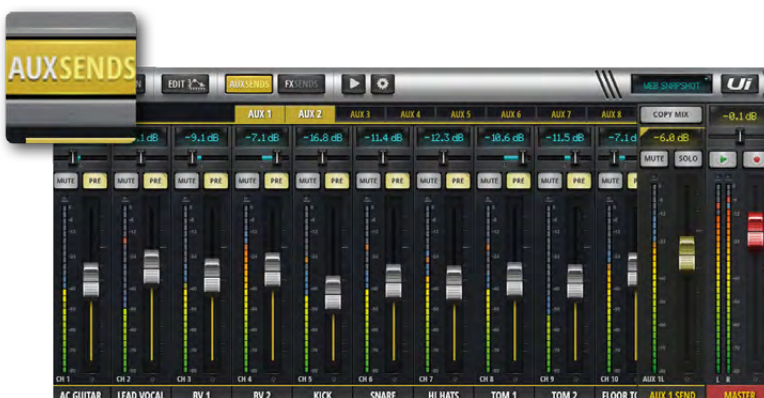 AUXSENDS
EDIT AUXSENDS FXSENDS WEB SNAPSHOT Ui
AUX 1 AUX 2 AUX 3 AUX 4 AUX 5 AUX 6 AUX 7 AUX 8 COPY MIX -0.1dB
.1 dB -9.1 dB -7.1 dB -16.8 dB -11.4 dB -12.3 dB -10.6 dB -11.5 dB -7.1 d -6.0 dB
MUTE PRE MUTE PRE MUTE PRE MUTE PRE MUTE PRE MUTE PRE MUTE PRE MUTE PRE MUTE PRE MUTE P MUTE SOLO
CH 1 CH 2 CH 3 CH 4 CH 5 CH 6 CH 7 CH 8 CH 9 CH 10 AUX 1L L R
AC GUITAR LEAD VOCAL BV 1 BV 2 KICK SNARE HI HATS TOM 1 TOM 2 FLOOR TO AUX 1 SEND MASTER